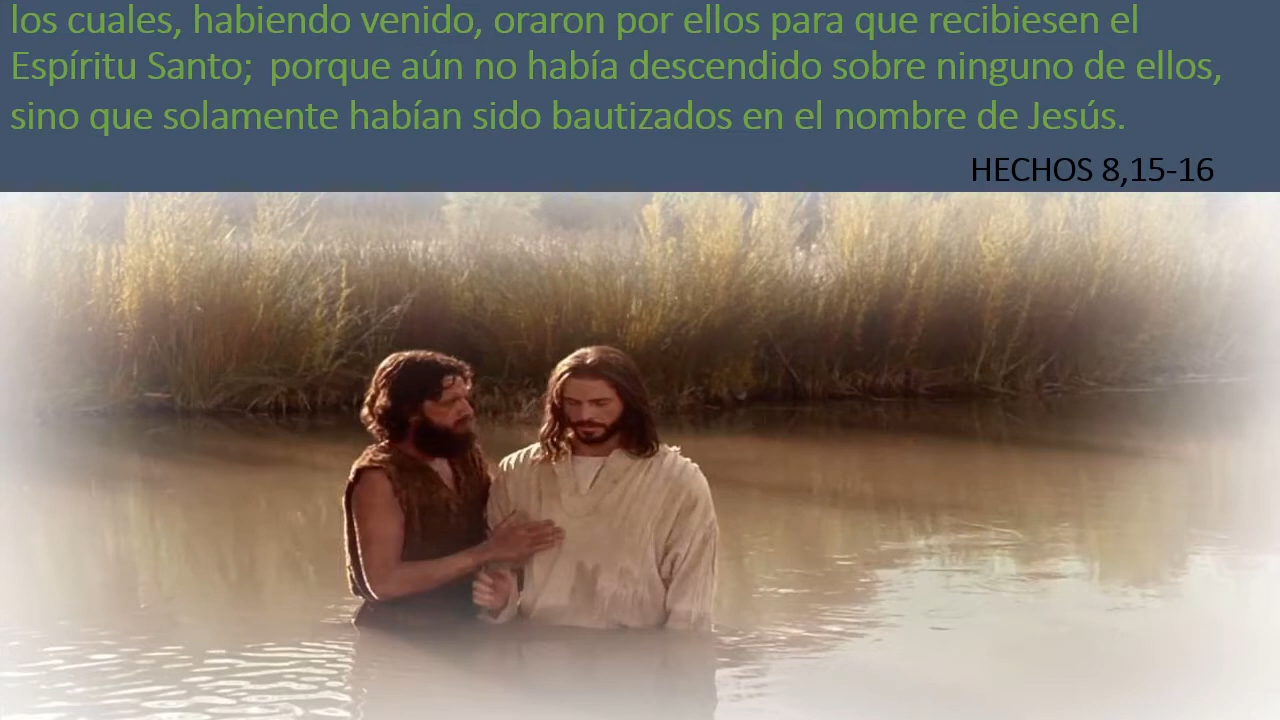 los cuales, habiendo venido, oraron por ellos para que recibiesen el
Espíritu Santo; porque aún no había descendido sobre ninguno de ellos,
sino que solamente habían sido bautizados en el nombre de Jesús.
HECHOS 8,15-16